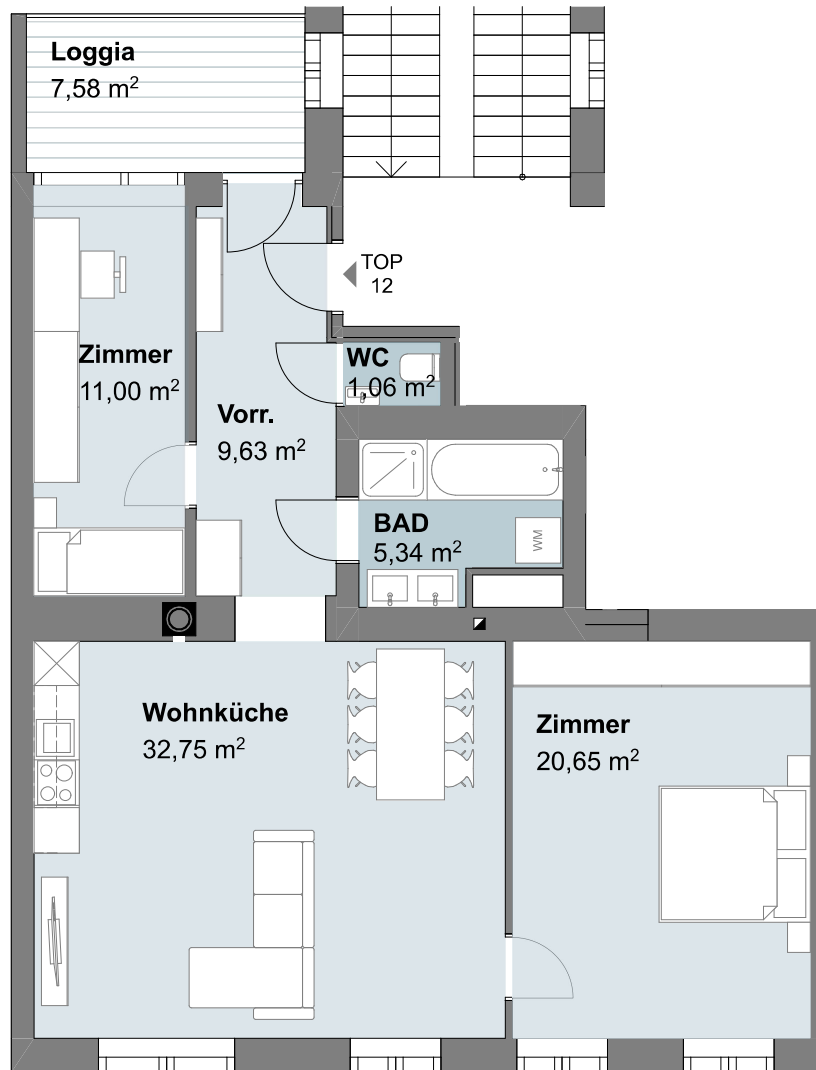 Loggia
7,58 m²
TOP
12
Zimmer
11,00 m²
WC
1,06 m²
Vorr.
9,63 m²
BAD
5,34 m²
WM
Wohnküche
32,75 m²
Zimmer
20,65 m²